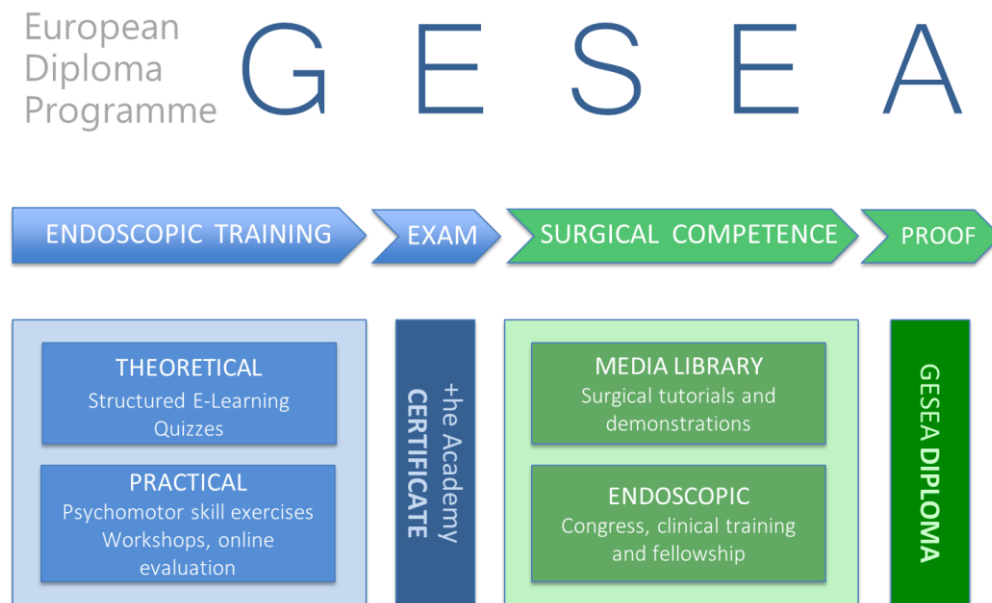 European
Diploma
Programme
G E S E A
ENDOSCOPIC TRAINING
EXAM
SURGICAL COMPETENCE
PROOF
THEORETICAL
Structured E-Learning
Quizzes
PRACTICAL
Psychomotor skill exercises
Workshops, online
evaluation
+he Academy
CERTIFICATE
MEDIA LIBRARY
Surgical tutorials and
demonstrations
ENDOSCOPIC
Congress, clinical training
and fellowship
GESEA DIPLOMA